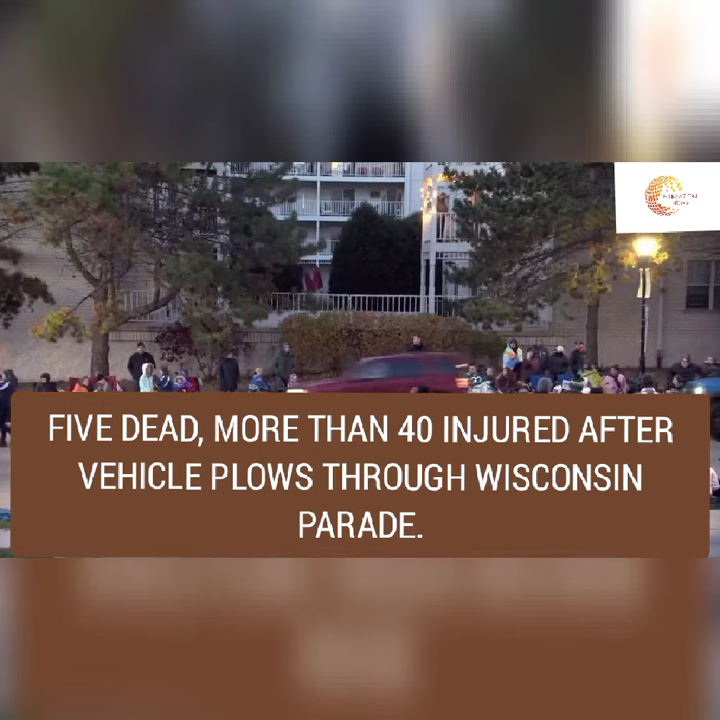 FIVE DEAD, MORE THAN 40 INJURED AFTER
VEHICLE PLOWS THROUGH WISCONSIN
PARADE.